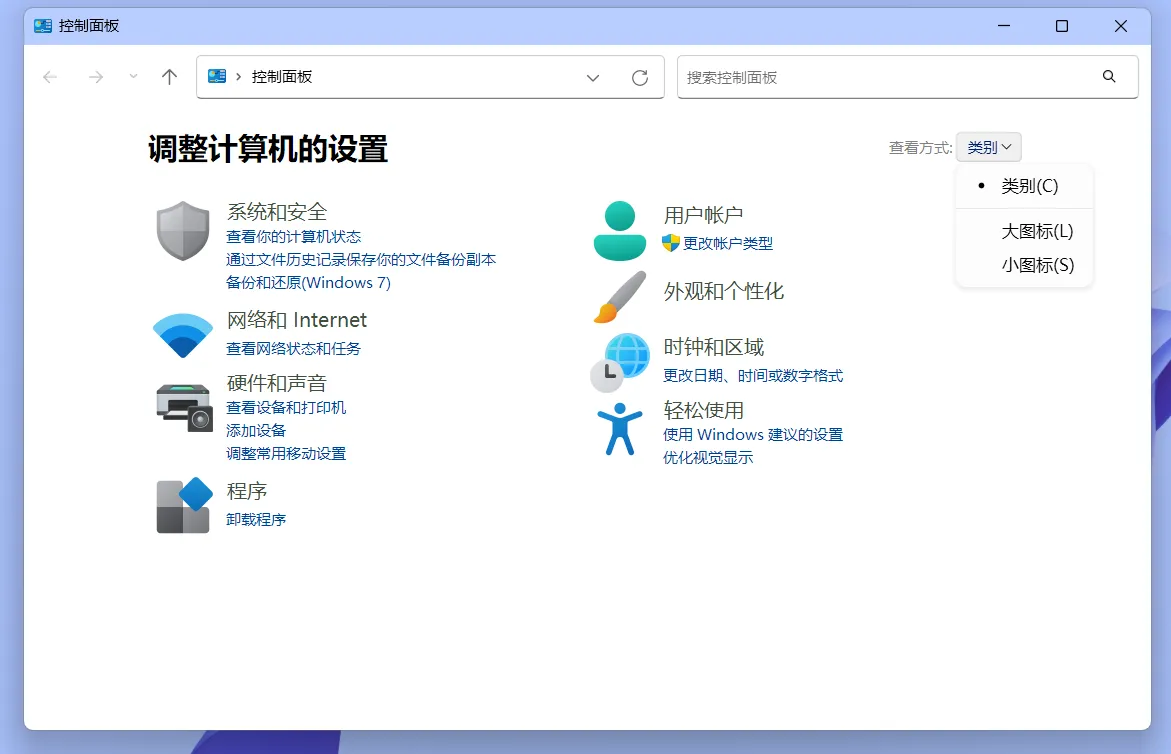 控制面板
控制面板
搜索控制面板
调整计算机的设置
查看方式: 类别
类别(C)
大图标(L)
小图标(S)
系统和安全
查看你的计算机状态
通过文件历史记录保存你的文件备份副本
备份和还原(Windows 7)
网络和 Internet
查看网络状态和任务
硬件和声音
查看设备和打印机
添加设备
调整常用移动设置
程序
卸载程序
用户帐户
更改帐户类型
外观和个性化
时钟和区域
更改日期、时间或数字格式
轻松使用
使用 Windows 建议的设置
优化视觉显示